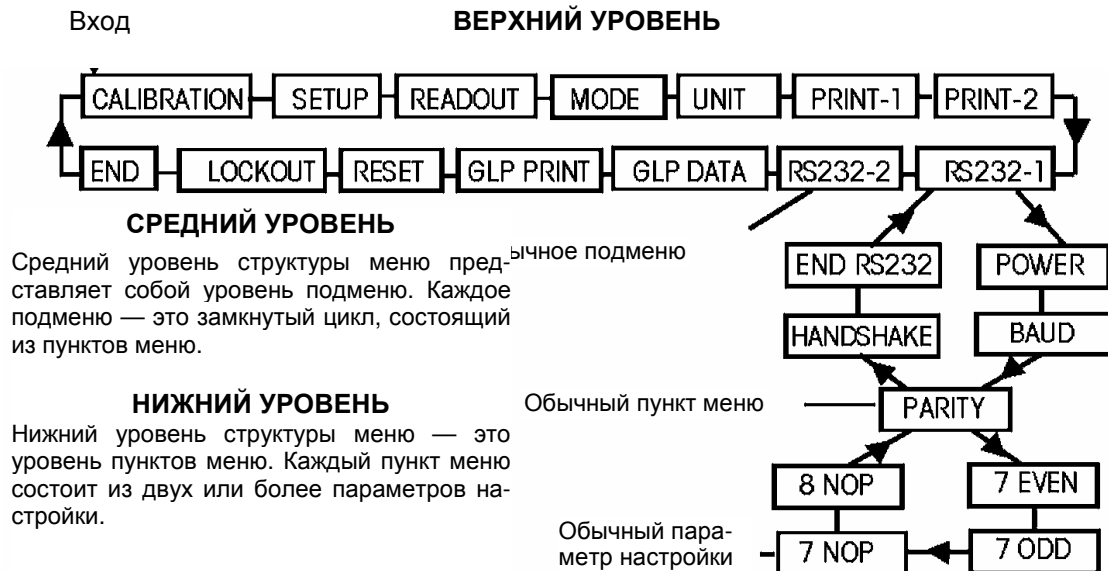 Вход
ВЕРХНИЙ УРОВЕНЬ
CALIBRATION SETUP READOUT MODE UNIT PRINT-1 PRINT-2
END LOCKOUT RESET GLP PRINT GLP DATA RS232-2 RS232-1
СРЕДНИЙ УРОВЕНЬ
Средний уровень структуры меню пред-
ставляет собой уровень подменю. Каждое
подменю — это замкнутый цикл, состоящий
из пунктов меню.
ычное подменю
END RS232 POWER
HANDSHAKE BAUD
НИЖНИЙ УРОВЕНЬ
Нижний уровень структуры меню — это
уровень пунктов меню. Каждый пункт меню
состоит из двух или более параметров на-
стройки.
Обычный пункт меню
PARITY
8 NOP 7 EVEN
Обычный пара-
метр настройки
7 NOP 7 ODD